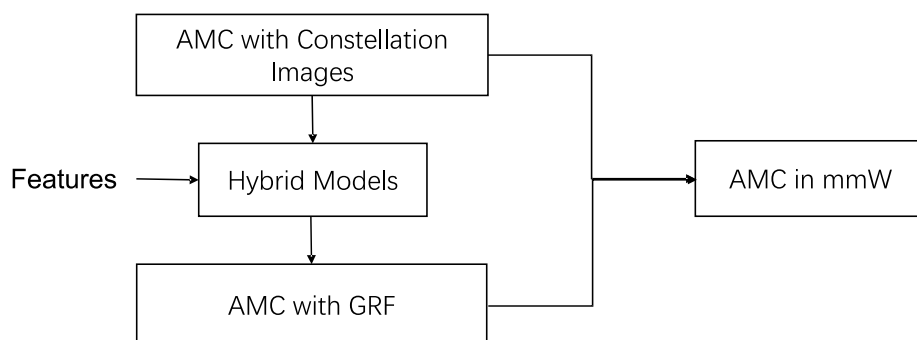 AMC with Constellation
Images
Features
Hybrid Models
AMC in mmW
AMC with GRF